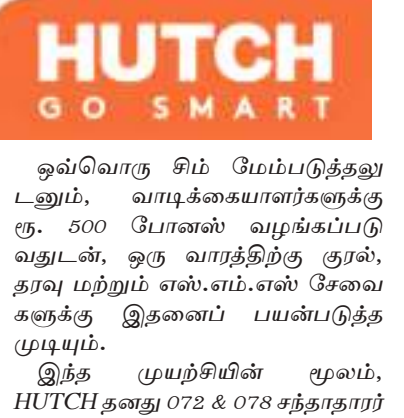 HUTCH
GO SMART
ஒவ்வொரு சிம் மேம்படுத்தலு
டனும், வாடிக்கையாளர்களுக்கு
ரூ. 500 போனஸ் வழங்கப்படு
வதுடன், ஒரு வாரத்திற்கு குரல்,
தரவு மற்றும் எஸ்.எம்.எஸ் சேவை
களுக்கு இதனைப் பயன்படுத்த
முடியும்.
இந்த முயற்சியின் மூலம்,
HUTCH தனது 072 & 078 சந்தாதாரர்